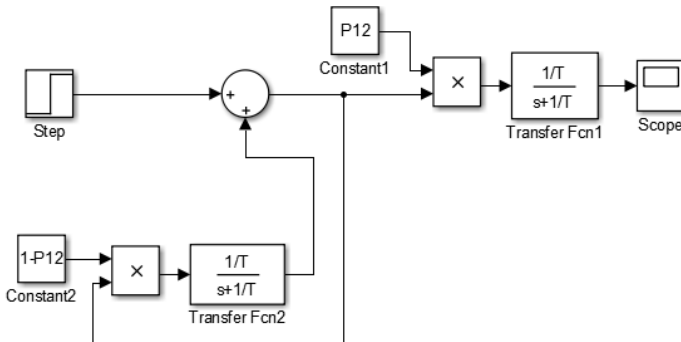 P12
Constant1
×
1/T
s+1/T
Transfer Fcn1
Scope
Step
+
+
1-P12
Constant2
×
1/T
s+1/T
Transfer Fcn2